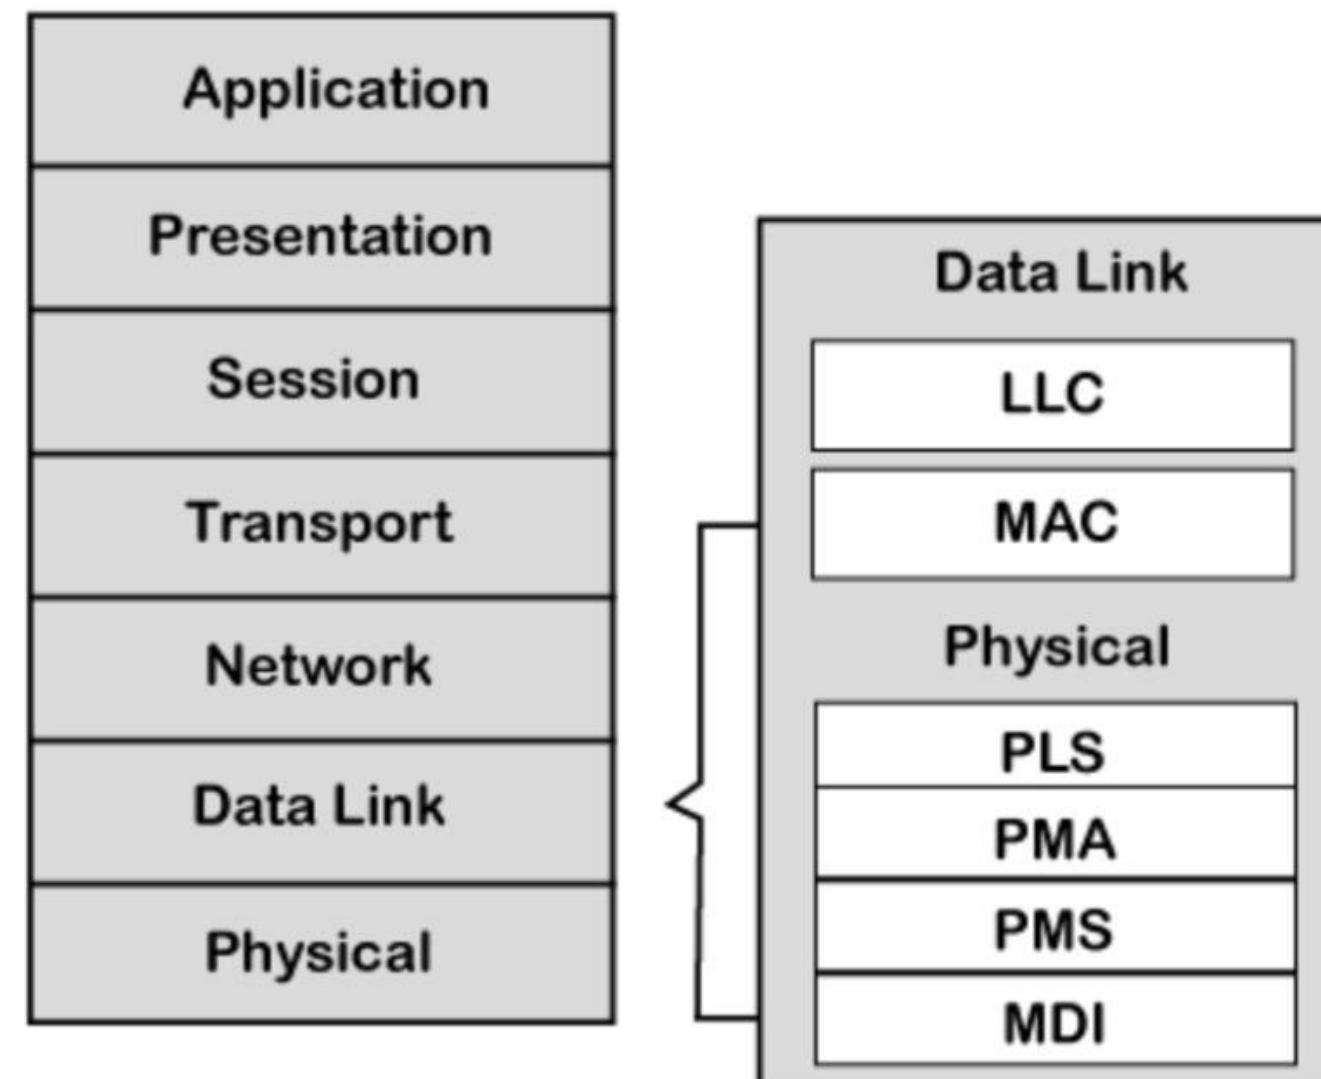 Application
Presentation
Session
Transport
Network
Data Link
Physical
Data Link
LLC
MAC
Physical
PLS
PMA
PMS
MDI